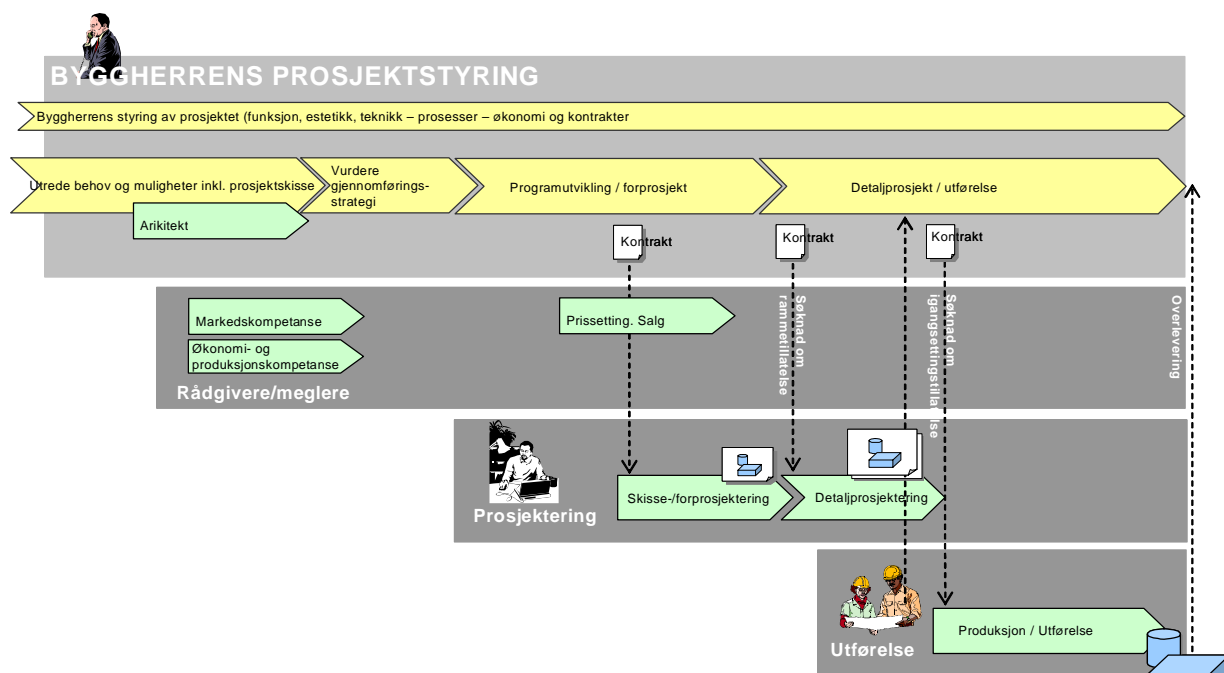 BYGGHERRENS PROSJEKTSTYRING
Byggherrens styring av prosjektet (funksjon, estetikk, teknikk – prosesser – økonomi og kontrakter
Utrede behov og muligheter inkl. prosjektskisse
Vurdere
gjennomførings-
strategi
Programutvikling / forprosjekt
Detaljprosjekt / utførelse
Arikitekt
Kontrakt
Kontrakt
Kontrakt
Markedskompetanse
Økonomi- og
produksjonskompetanse
Rådgivere/meglere
Prissetting. Salg
Søknad om
rammetillatelse
Søknad om
igangsettingstillatelse
Overlevering
Prosjektering
Skisse-/forprosjektering
Detaljprosjektering
Utførelse
Produksjon / Utførelse